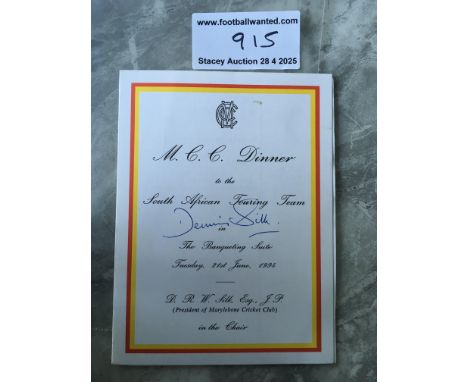 www.footballwanted.com
915
Stacey Auction 28 4 2025
MCC
M. C. C. Dinner
to the
South African Touring Team
Dennis Silk.
in
The Banqueting Suite
Tuesday, 21st June, 1994
D. R. W. Silk, Esq., J.P.
(President of Marylebone Cricket Club)
in the Chair